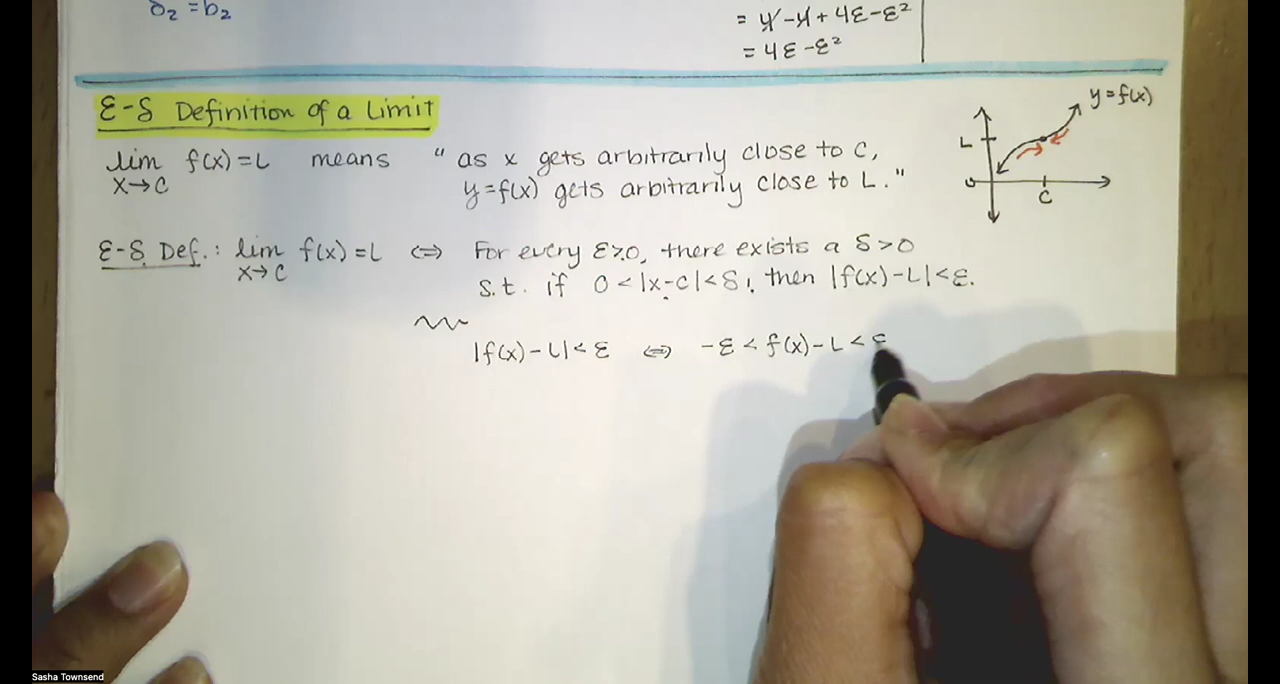 δ₂ = b₂
= 4 - 4 + 4ε - ε²
= 4ε - ε²
ε-δ Definition of a Limit
lim f(x) = L means " as x gets arbitrarily close to c,
x→c
y = f(x) gets arbitrarily close to L."
y = f(x)
L
c
ε-δ Def.: lim f(x) = L ⇔ For every ε>0, there exists a δ>0
x→c
s.t. if 0 < |x-c| < δ, then |f(x)-L| < ε.
|f(x) - L| < ε ⇔ -ε < f(x) - L < ε
Sasha Townsend